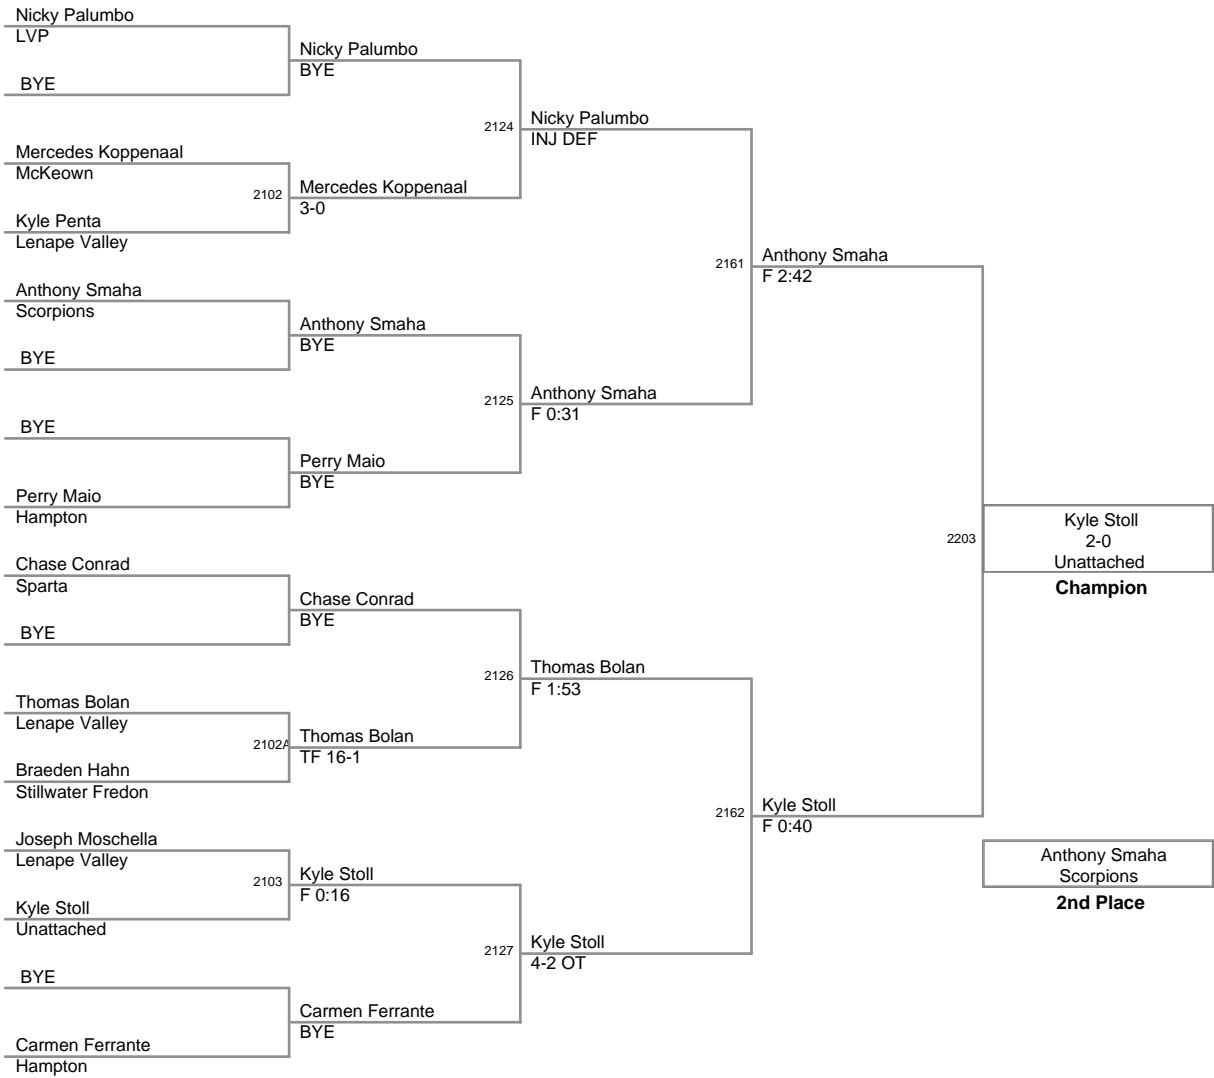 Nicky Palumbo
LVP
BYE
Mercedes Koppenaal
McKeown
Kyle Penta
Lenape Valley
Anthony Smaha
Scorpions
BYE
BYE
Perry Maio
Hampton
Chase Conrad
Sparta
BYE
Thomas Bolan
Lenape Valley
Braeden Hahn
Stillwater Fredon
Joseph Moschella
Lenape Valley
Kyle Stoll
Unattached
BYE
Carmen Ferrante
Hampton
Nicky Palumbo
BYE
2102
Mercedes Koppenaal
3-0
Anthony Smaha
BYE
Perry Maio
BYE
Chase Conrad
BYE
2102A
Thomas Bolan
TF 16-1
2103
Kyle Stoll
F 0:16
Carmen Ferrante
BYE
2124
Nicky Palumbo
INJ DEF
2125
Anthony Smaha
F 0:31
2126
Thomas Bolan
F 1:53
2127
Kyle Stoll
4-2 OT
2161
Anthony Smaha
F 2:42
2162
Kyle Stoll
F 0:40
2203
Kyle Stoll
2-0
Unattached
Champion
Anthony Smaha
Scorpions
2nd Place